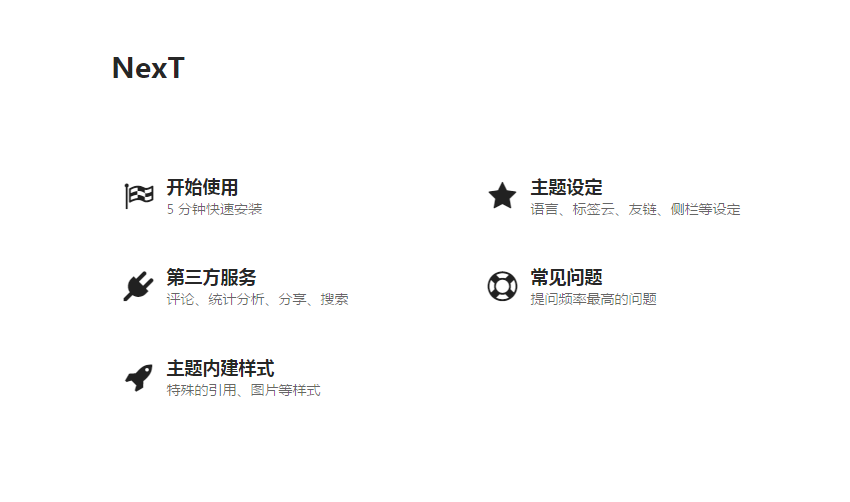 NexT
开始使用
5 分钟快速安装
主题设定
语言、标签云、友链、侧栏等设定
第三方服务
评论、统计分析、分享、搜索
常见问题
提问频率最高的问题
主题内建样式
特殊的引用、图片等样式